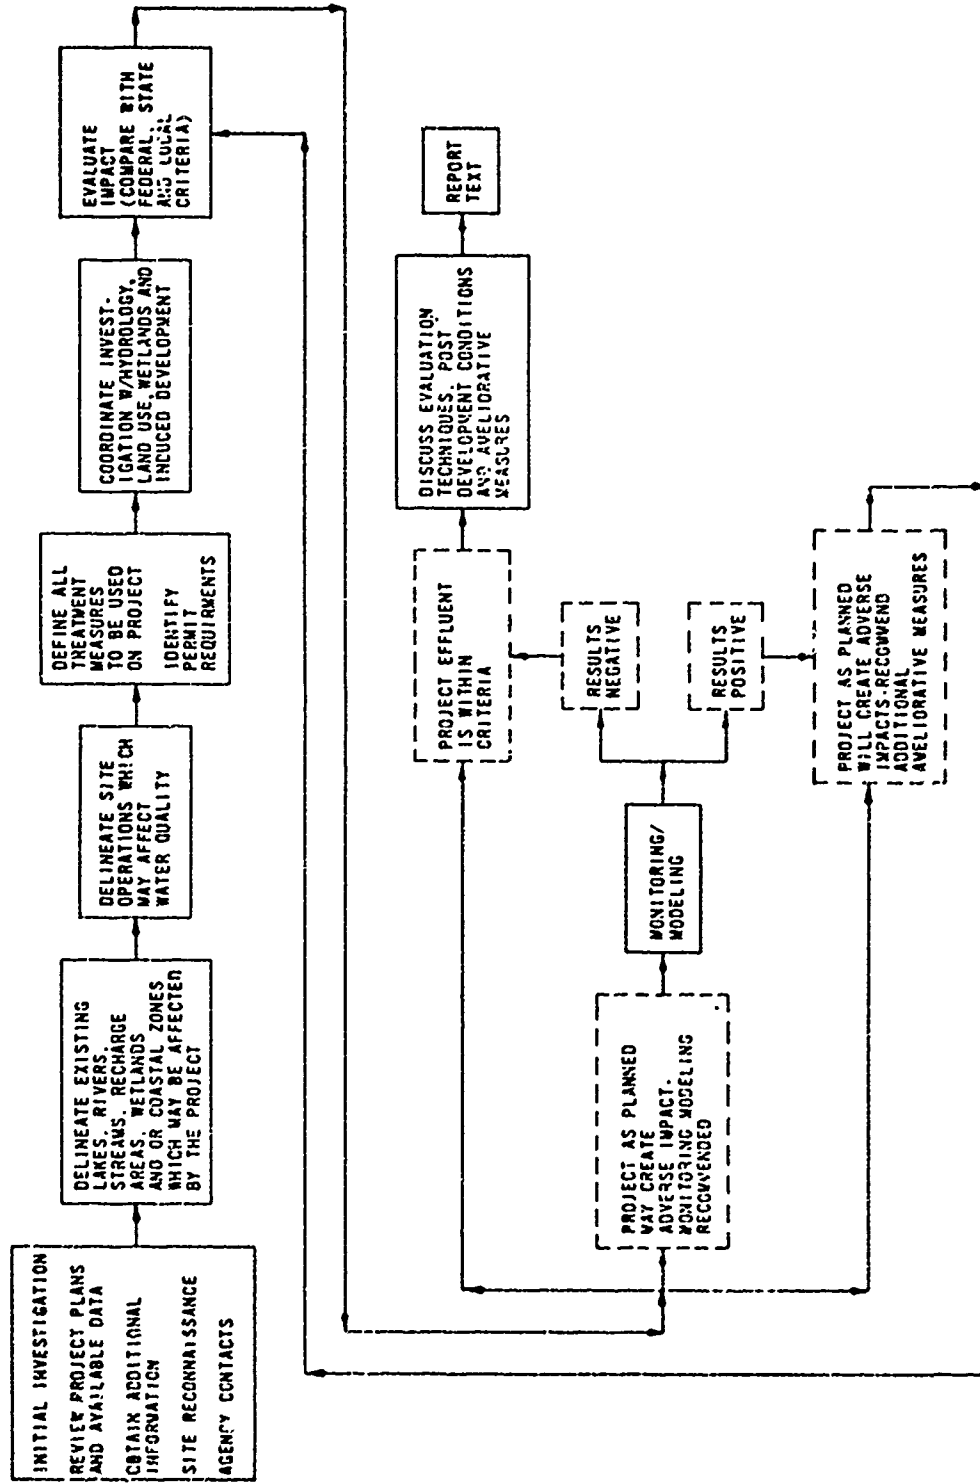 INITIAL INVESTIGATION
REVIEW PROJECT PLANS
AND AVAILABLE DATA
OBTAIN ADDITIONAL
INFORMATION
SITE RECONNAISSANCE
AGENCY CONTACTS
DELINEATE EXISTING
LAKES, RIVERS,
STREAMS, RECHARGE
AREAS, WETLANDS
AND OR COASTAL ZONES
WHICH MAY BE AFFECTED
BY THE PROJECT
DELINEATE SITE
OPERATIONS WHICH
MAY AFFECT
WATER QUALITY
DEFINE ALL
TREATMENT
MEASURES
TO BE USED
ON PROJECT
IDENTIFY
PERMIT
REQUIRMENTS
COORDINATE INVEST-
IGATION W/HYDROLOGY,
LAND USE, WETLANDS AND
INDUCED DEVELOPMENT
EVALUATE
IMPACT
(COMPARE WITH
FEDERAL, STATE
AND LOCAL
CRITERIA)
PROJECT AS PLANNED
MAY CREATE
ADVERSE IMPACT.
MONITORING MODELING
RECOMMENDED
MONITORING/
MODELING
RESULTS
NEGATIVE
RESULTS
POSITIVE
PROJECT EFFLUENT
IS WITHIN
CRITERIA
DISCUSS EVALUATION
TECHNIQUES, POST
DEVELOPMENT CONDITIONS
AND AVELIORATIVE
MEASURES
REPORT
TEXT
PROJECT AS PLANNED
WILL CREATE ADVERSE
IMPACTS-RECOMMEND
ADDITIONAL
AVELIORATIVE MEASURES